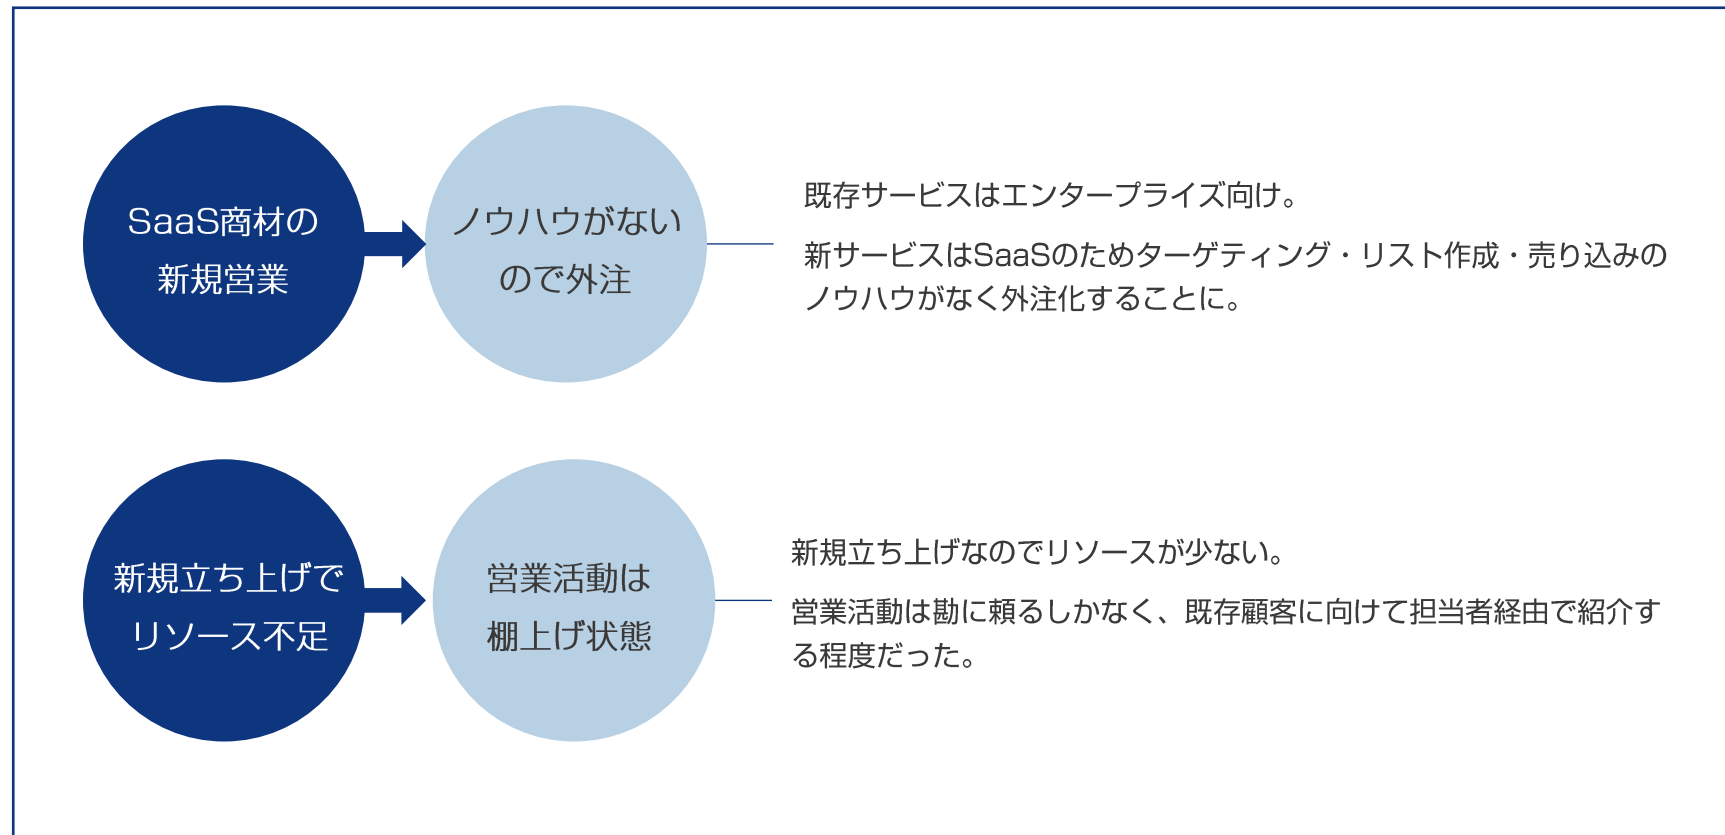 SaaS商材の
新規営業
ノウハウがない
ので外注
既存サービスはエンタープライズ向け。
新サービスはSaaSのためターゲティング・リスト作成・売り込みの
ノウハウがなく外注化することに。
新規立ち上げで
リソース不足
営業活動は
棚上げ状態
新規立ち上げなのでリソースが少ない。
営業活動は勘に頼るしかなく、既存顧客に向けて担当者経由で紹介す
る程度だった。